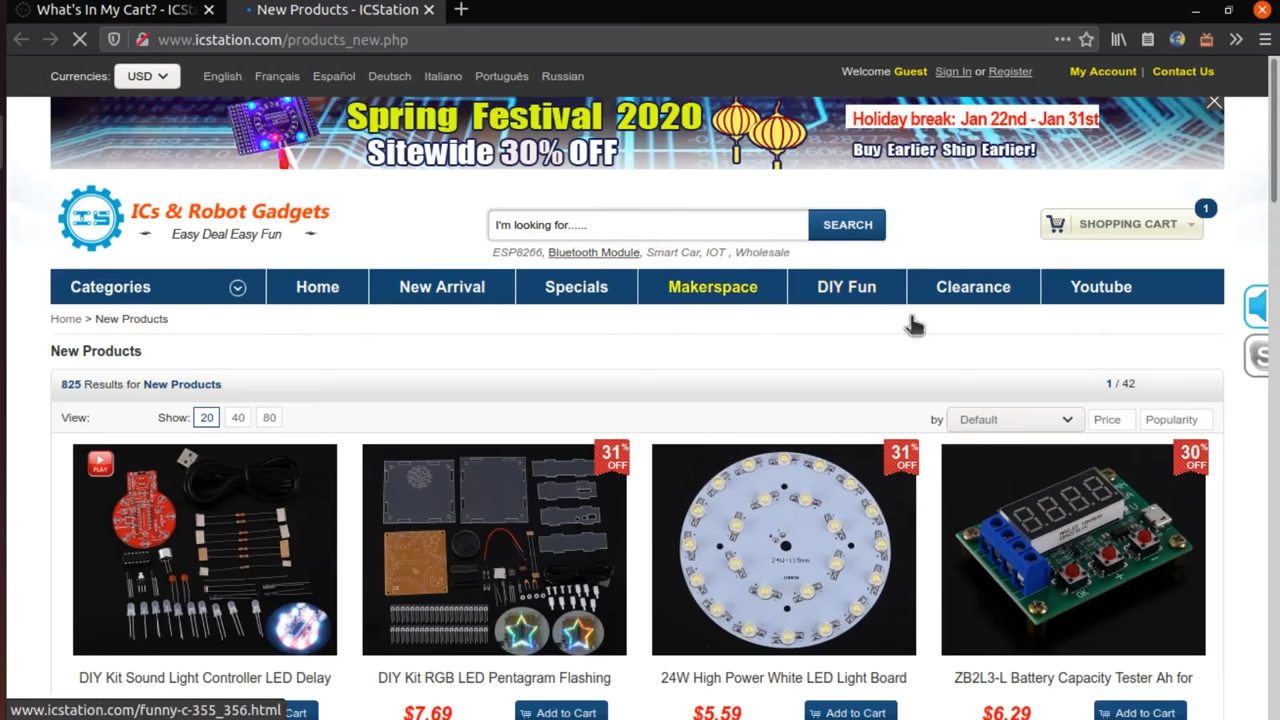 What's In My Cart? - ICSt
New Products - ICStation
www.icstation.com/products_new.php
Currencies:
USD
English
Français
Español
Deutsch
Italiano
Português
Russian
Welcome Guest Sign In or Register
My Account | Contact Us
Spring Festival 2020
Sitewide 30% OFF
Holiday break: Jan 22nd - Jan 31st
Buy Earlier Ship Earlier!
IS
ICs & Robot Gadgets
Easy Deal Easy Fun
I'm looking for......
SEARCH
SHOPPING CART
1
ESP8266, Bluetooth Module, Smart Car, IOT , Wholesale
Categories
Home
New Arrival
Specials
Makerspace
DIY Fun
Clearance
Youtube
Home > New Products
New Products
825 Results for New Products
1 / 42
View:
Show:
20
40
80
by
Default
Price
Popularity
PLAY
31% OFF
31% OFF
30% OFF
24W-119mm
OK
DIY Kit Sound Light Controller LED Delay
DIY Kit RGB LED Pentagram Flashing
24W High Power White LED Light Board
ZB2L3-L Battery Capacity Tester Ah for
www.icstation.com/funny-c-355_356.html
Cart
$7.69
Add to Cart
$5.59
Add to Cart
$6.29
Add to Cart